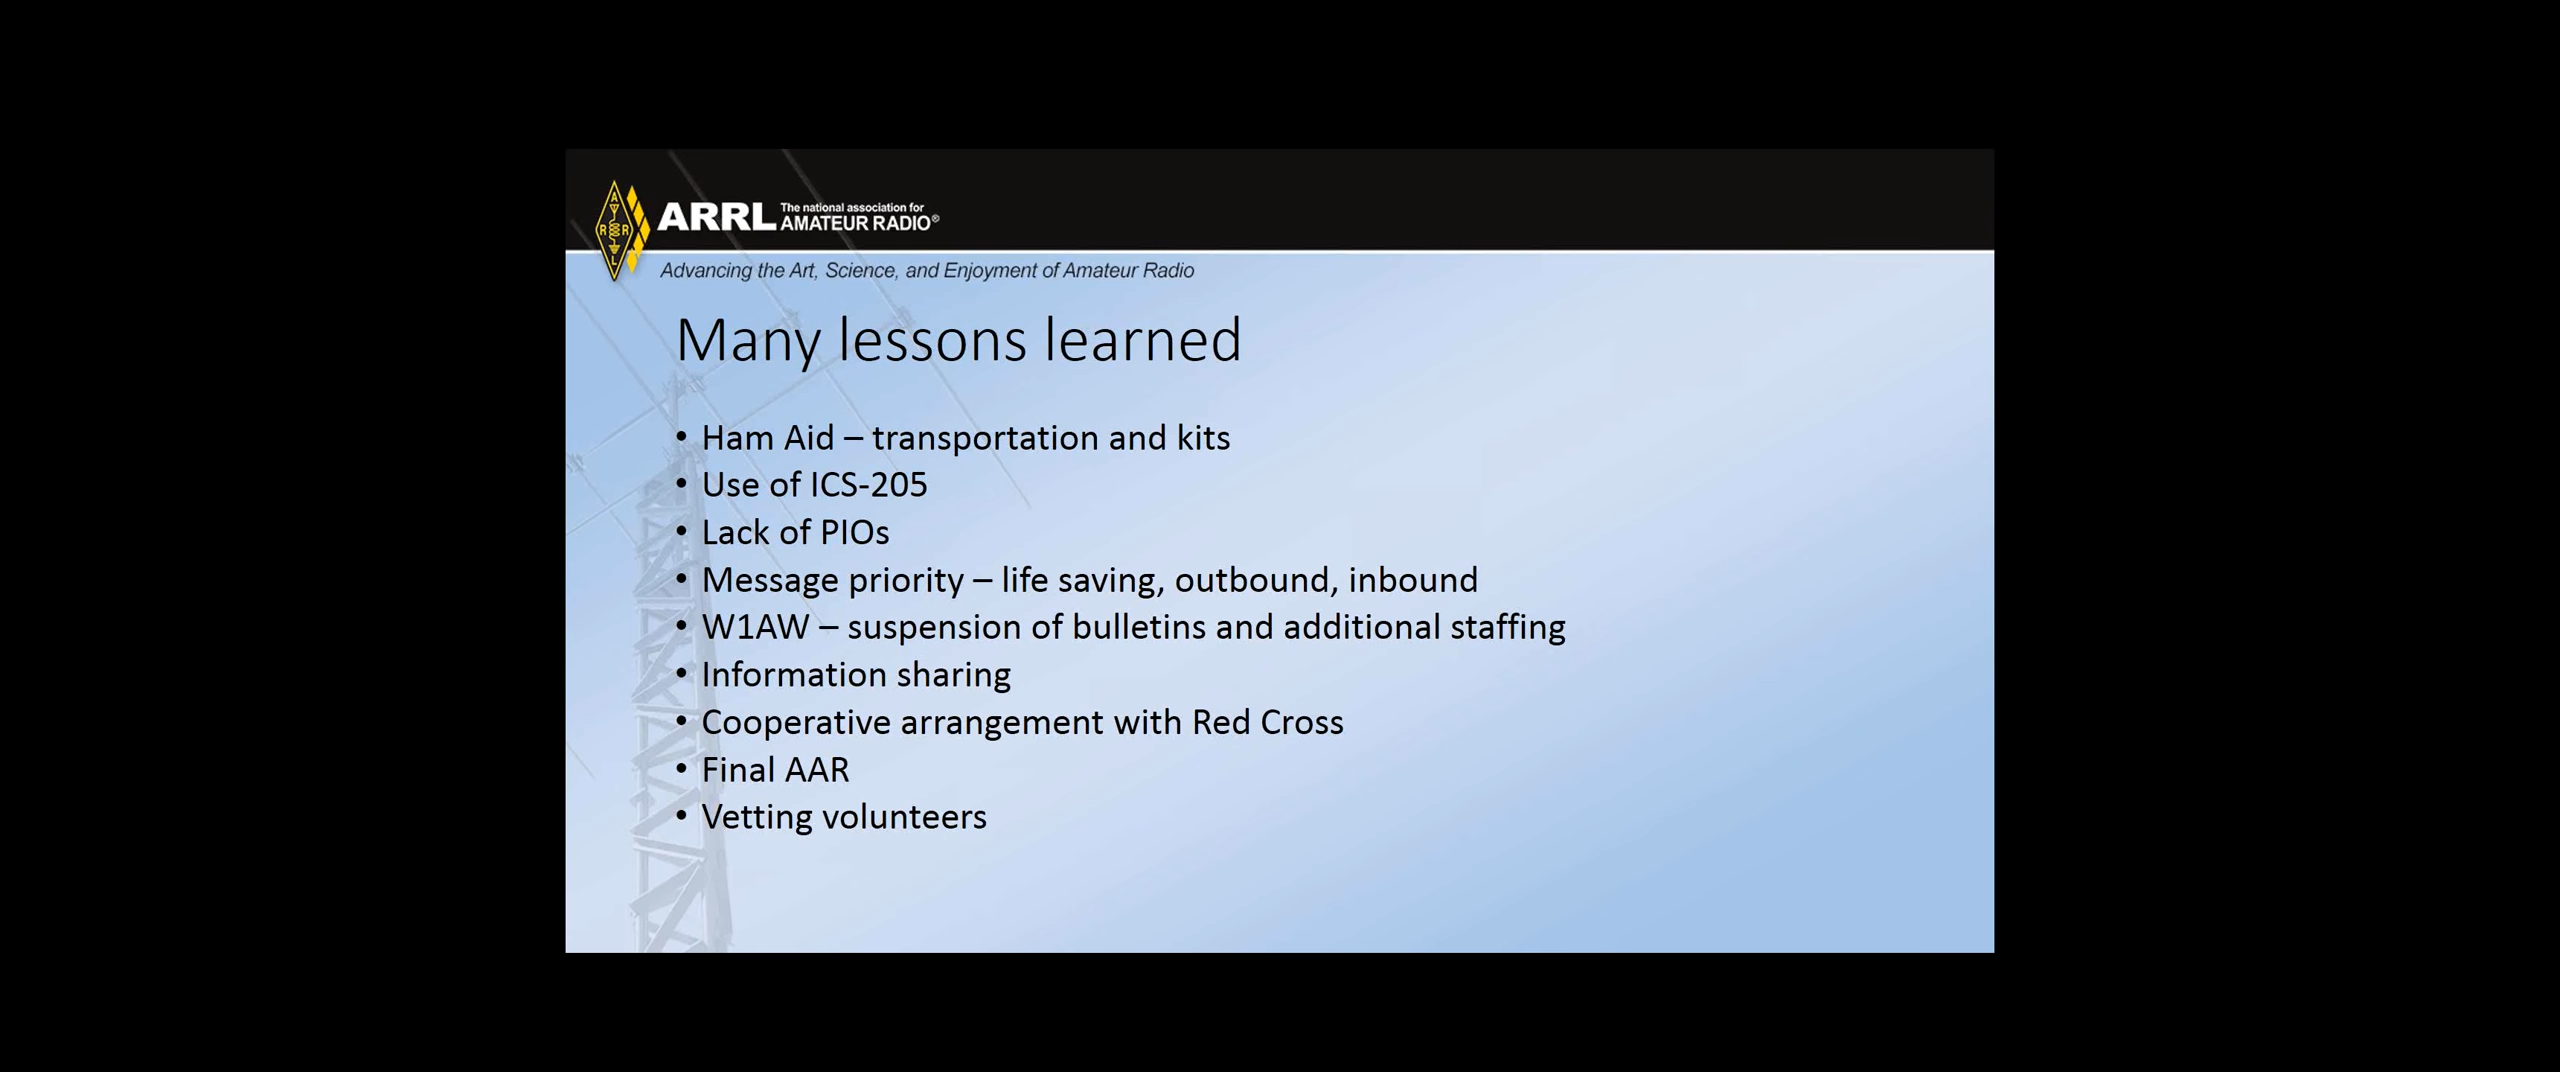 A
R R
L
ARRL The national association for
AMATEUR RADIO®
Advancing the Art, Science, and Enjoyment of Amateur Radio
Many lessons learned
• Ham Aid – transportation and kits
• Use of ICS-205
• Lack of PIOs
• Message priority – life saving, outbound, inbound
• W1AW – suspension of bulletins and additional staffing
• Information sharing
• Cooperative arrangement with Red Cross
• Final AAR
• Vetting volunteers